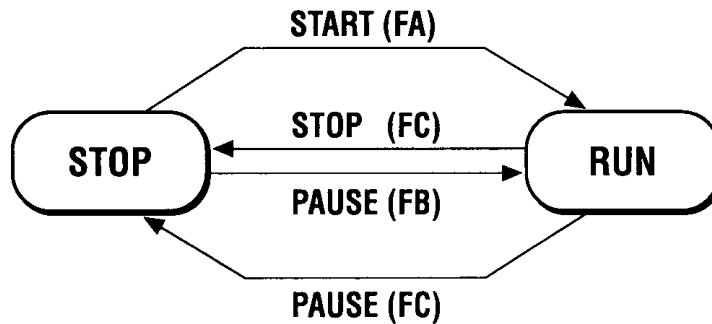 START (FA)
STOP (FC)
STOP
RUN
PAUSE (FB)
PAUSE (FC)